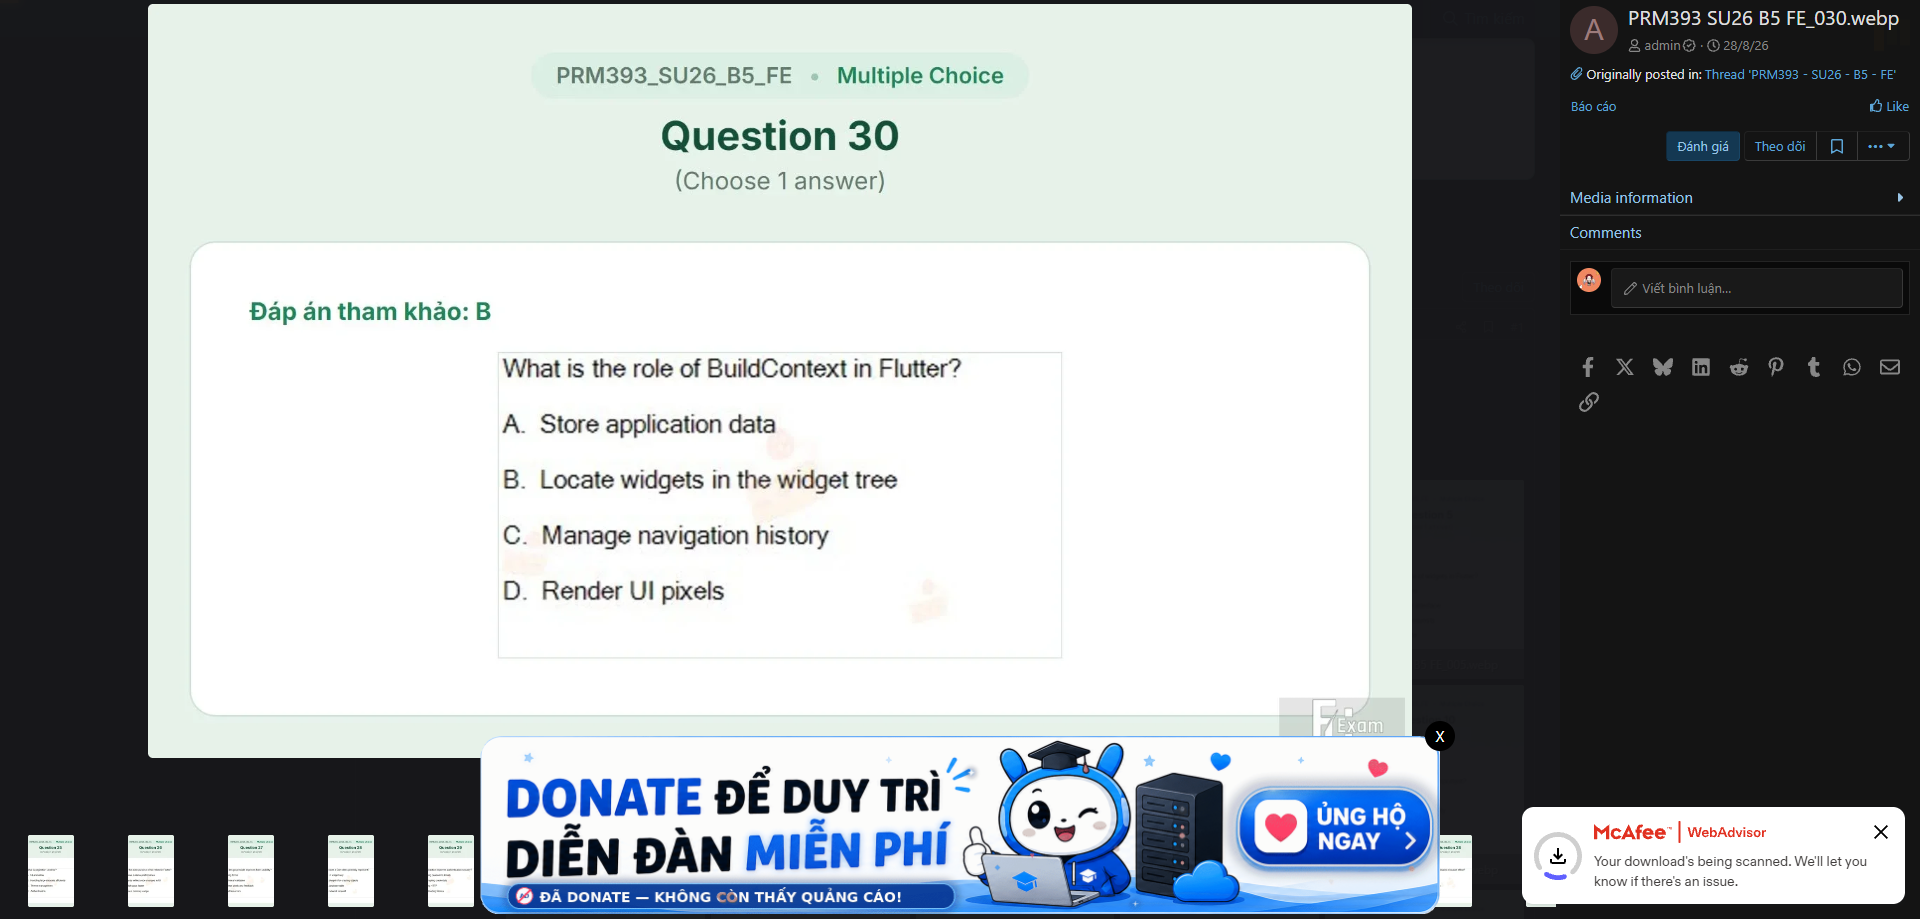 PRM393_SU26_B5_FE • Multiple Choice
Question 30
(Choose 1 answer)
Đáp án tham khảo: B
What is the role of BuildContext in Flutter?
A. Store application data
B. Locate widgets in the widget tree
C. Manage navigation history
D. Render UI pixels
Exam
X
DONATE ĐỂ DUY TRÌ
DIỄN ĐÀN MIỄN PHÍ
ĐÃ DONATE — KHÔNG CÒN THẤY QUẢNG CÁO!
ỦNG HỘ
NGAY
A
PRM393 SU26 B5 FE_030.webp
admin · 28/8/26
Originally posted in: Thread 'PRM393 - SU26 - B5 - FE'
Báo cáo
Like
Đánh giá
Theo dõi
Media information
Comments
Viết bình luận...
McAfee™ | WebAdvisor
Your download's being scanned. We'll let you
know if there's an issue.